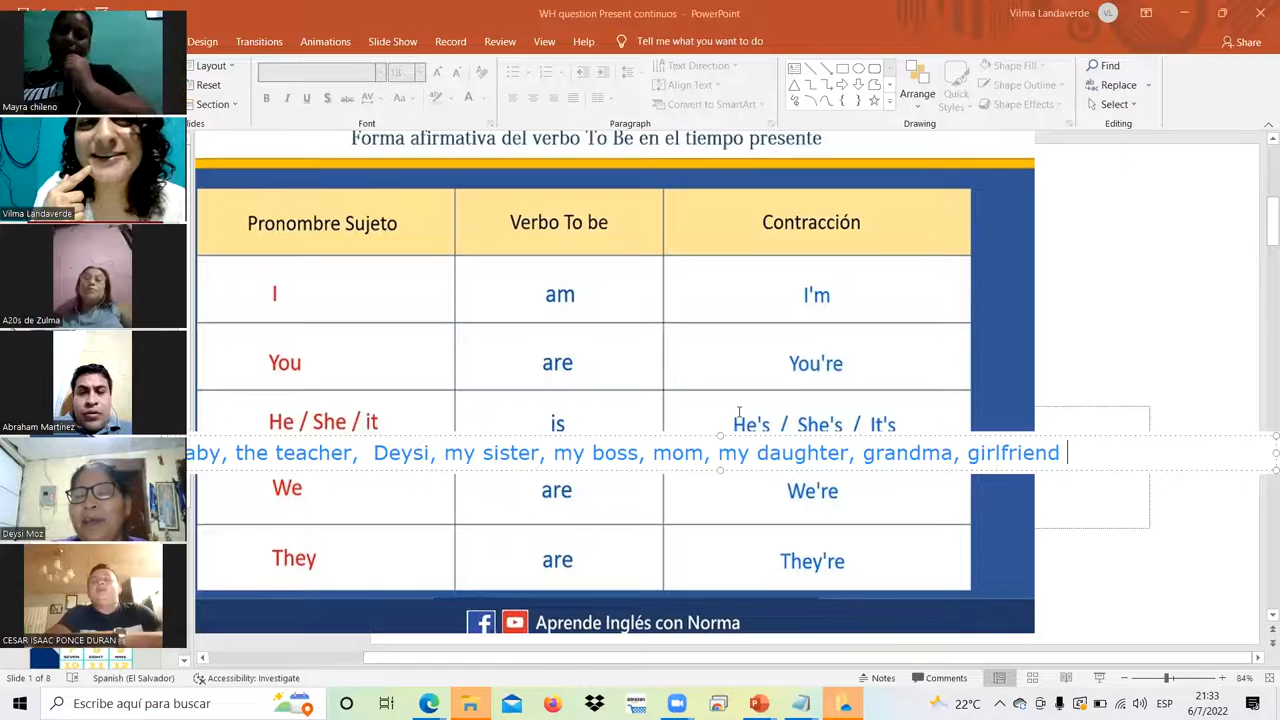 WH question Present continuos - PowerPoint
Vilma Landaverde
VL
Design
Transitions
Animations
Slide Show
Record
Review
View
Help
Tell me what you want to do
Share
Layout
Reset
Section
18
Text Direction
Align Text
Convert to SmartArt
Arrange
Quick Styles
Shape Fill
Shape Outline
Shape Effects
Find
Replace
Select
Font
Paragraph
Drawing
Editing
Mayra chileno
Vilma Landaverde
A20s de Zulma
Abraham Martinez
Deysi Moz
CESAR ISAAC PONCE DURAN
Forma afirmativa del verbo To Be en el tiempo presente
Pronombre Sujeto Verbo To be Contracción
I am I'm
You are You're
He / She / it is He's / She's / It's
aby, the teacher, Deysi, my sister, my boss, mom, my daughter, grandma, girlfriend
We are We're
They are They're
Aprende Inglés con Norma
Slide 1 of 8
Spanish (El Salvador)
Accessibility: Investigate
Notes
Comments
84%
Escribe aquí para buscar
22°C
ESP
21:33
6/7/2022